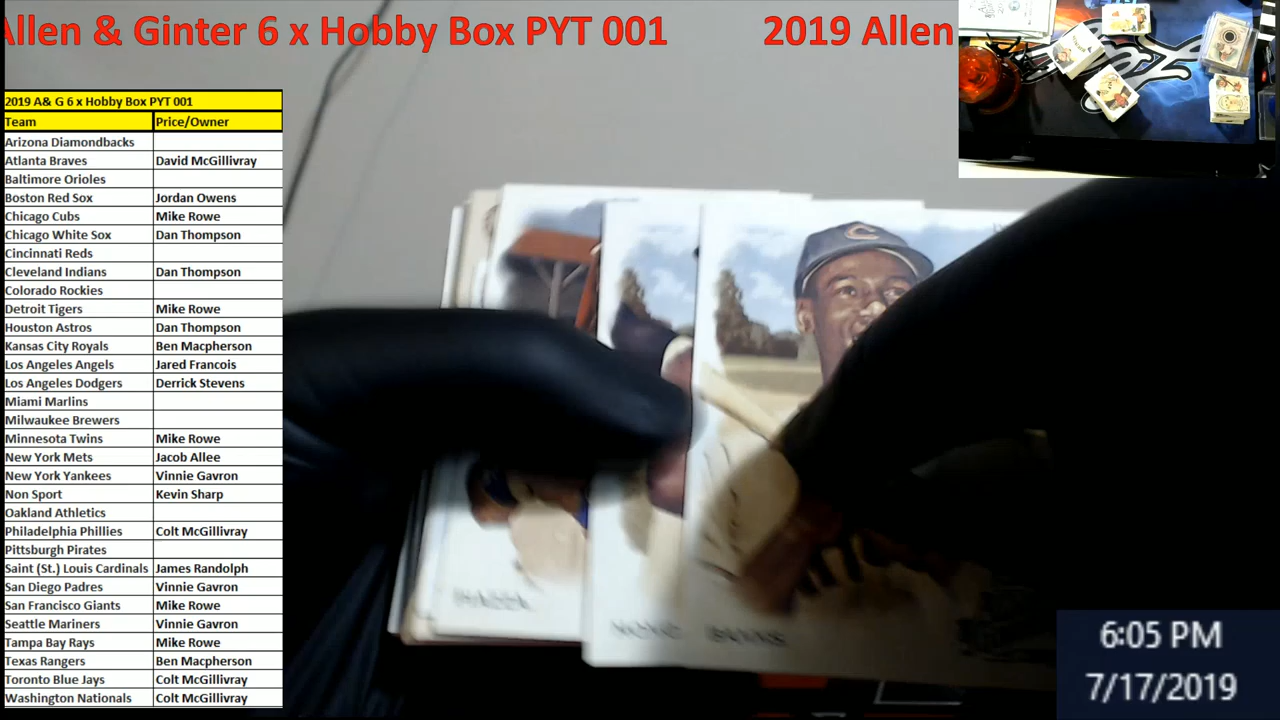 Allen & Ginter 6 x Hobby Box PYT 001 2019 Allen
2019 A& G 6 x Hobby Box PYT 001
Team Price/Owner
Arizona Diamondbacks
Atlanta Braves David McGillivray
Baltimore Orioles
Boston Red Sox Jordan Owens
Chicago Cubs Mike Rowe
Chicago White Sox Dan Thompson
Cincinnati Reds
Cleveland Indians Dan Thompson
Colorado Rockies
Detroit Tigers Mike Rowe
Houston Astros Dan Thompson
Kansas City Royals Ben Macpherson
Los Angeles Angels Jared Francois
Los Angeles Dodgers Derrick Stevens
Miami Marlins
Milwaukee Brewers
Minnesota Twins Mike Rowe
New York Mets Jacob Allee
New York Yankees Vinnie Gavron
Non Sport Kevin Sharp
Oakland Athletics
Philadelphia Phillies Colt McGillivray
Pittsburgh Pirates
Saint (St.) Louis Cardinals James Randolph
San Diego Padres Vinnie Gavron
San Francisco Giants Mike Rowe
Seattle Mariners Vinnie Gavron
Tampa Bay Rays Mike Rowe
Texas Rangers Ben Macpherson
Toronto Blue Jays Colt McGillivray
Washington Nationals Colt McGillivray
C
BANKS
6:05 PM
7/17/2019